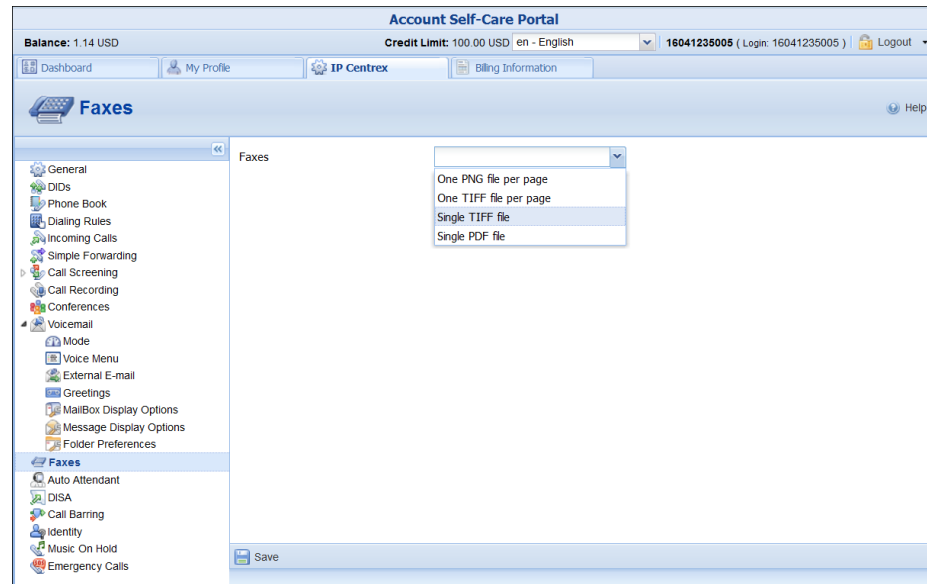 Account Self-Care Portal
Balance: 1.14 USD Credit Limit: 100.00 USD en - English 16041235005 ( Login: 16041235005 ) Logout
Dashboard My Profile IP Centrex Billing Information
Faxes Help
Faxes
General
DIDs
Phone Book
Dialing Rules
Incoming Calls
Simple Forwarding
Call Screening
Call Recording
Conferences
Voicemail
Mode
Voice Menu
External E-mail
Greetings
MailBox Display Options
Message Display Options
Folder Preferences
Faxes
Auto Attendant
DISA
Call Barring
Identity
Music On Hold
Emergency Calls
One PNG file per page
One TIFF file per page
Single TIFF file
Single PDF file
Save